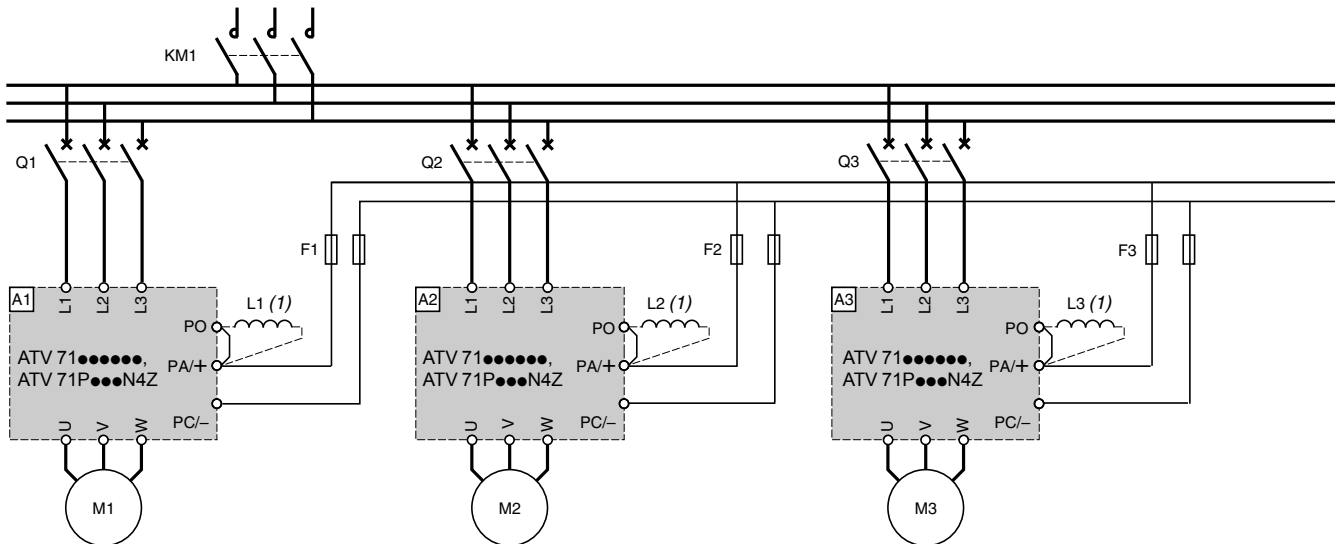 KM1
Q1
Q2
Q3
F1
F2
F3
A1
L1
L2
L3
L1 (1)
PO
ATV 71●●●●●●,
ATV 71P●●●N4Z
PA/+
PC/–
U
V
W
M1
A2
L1
L2
L3
L2 (1)
PO
ATV 71●●●●●●,
ATV 71P●●●N4Z
PA/+
PC/–
U
V
W
M2
A3
L1
L2
L3
L3 (1)
PO
ATV 71●●●●●●,
ATV 71P●●●N4Z
PA/+
PC/–
U
V
W
M3